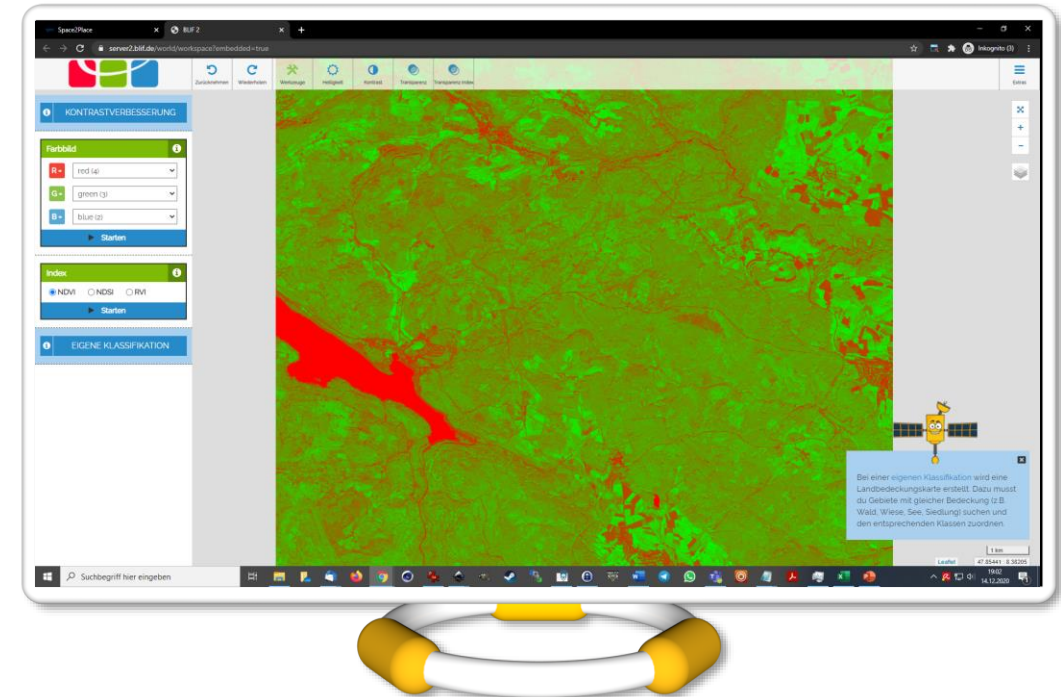 Space2Place
BLIF 2
server2.blif.de/world/workspace?embedded=true
Inkognito (3)
Zurücknehmen
Wiederholen
Werkzeuge
Helligkeit
Kontrast
Transparenz
Transparenz Index
Extras
KONTRASTVERBESSERUNG
Farbbild
R
red (4)
G
green (3)
B
blue (2)
Starten
Index
NDVI
NDSI
RVI
Starten
EIGENE KLASSIFIKATION
Bei einer eigenen Klassifikation wird eine
Landbedeckungskarte erstellt. Dazu musst
du Gebiete mit gleicher Bedeckung (z.B.
Wald, Wiese, See, Siedlung) suchen und
den entsprechenden Klassen zuordnen.
1 km
Leaflet
47.85441 : 8.38205
Suchbegriff hier eingeben
19:02
14.12.2020